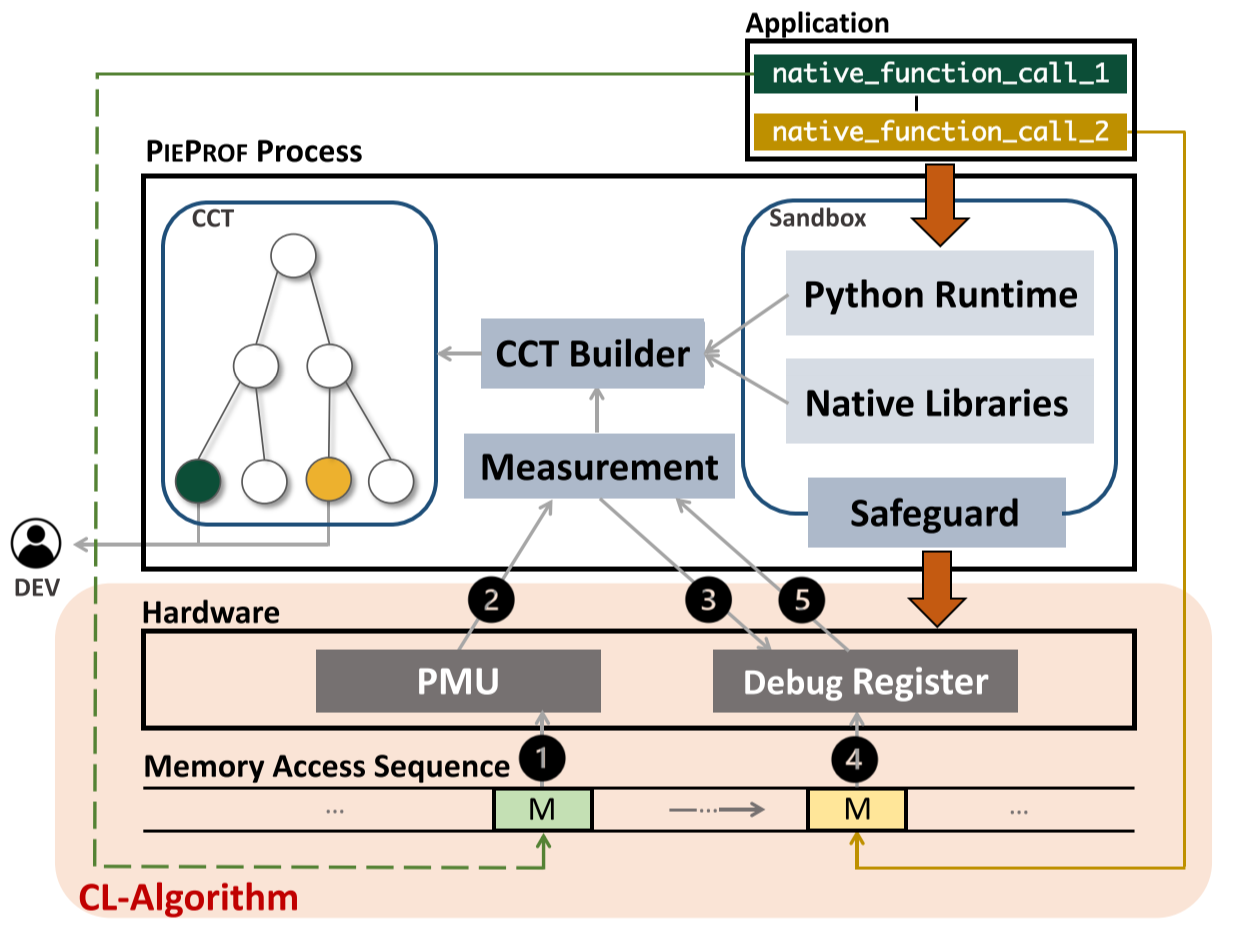 Application
native_function_call_1
native_function_call_2
PIEPROF Process
CCT
Sandbox
Python Runtime
CCT Builder
Native Libraries
Measurement
Safeguard
DEV
2
3
5
Hardware
PMU
Debug Register
1
4
Memory Access Sequence
...
M
...
M
...
CL-Algorithm